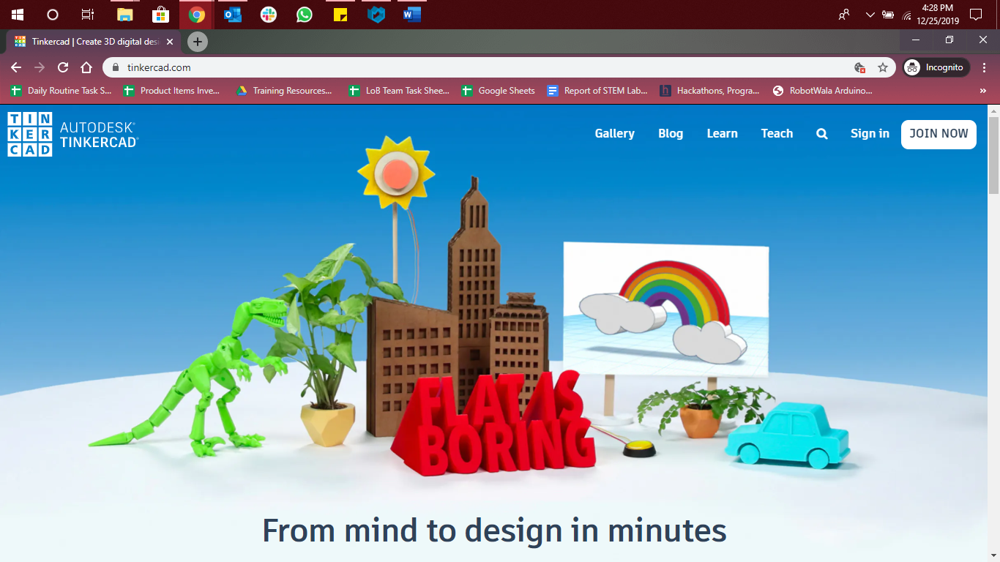 4:28 PM
12/25/2019
Tinkercad | Create 3D digital desi
tinkercad.com
Incognito
Daily Routine Task S...
Product Items Inve...
Training Resources...
LoB Team Task Shee...
Google Sheets
Report of STEM Lab...
Hackathons, Progra...
RobotWala Arduino...
TIN
KER
CAD
AUTODESK®
TINKERCAD®
Gallery
Blog
Learn
Teach
Sign in
JOIN NOW
FLAT IS
BORING
From mind to design in minutes